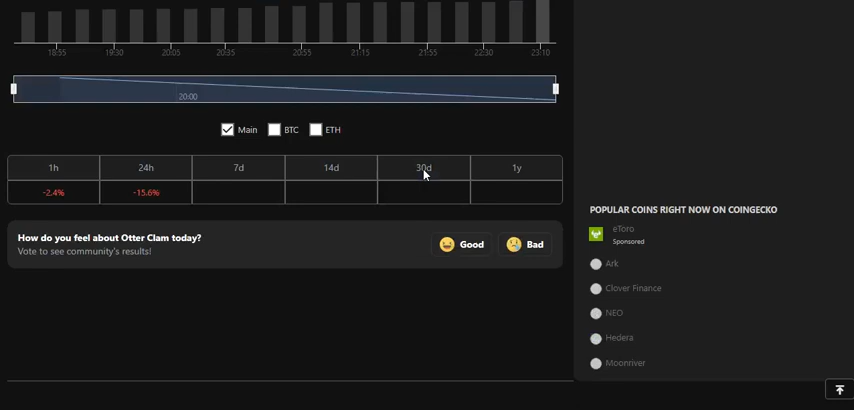 18:55 19:30 20:05 20:35 20:55 21:15 21:55 22:30 23:10
20:00
Main BTC ETH
1h 24h 7d 14d 30d 1y
-2.4% -15.6%
How do you feel about Otter Clam today?
Vote to see community's results!
Good Bad
POPULAR COINS RIGHT NOW ON COINGECKO
eToro
Sponsored
Ark
Clover Finance
NEO
Hedera
Moonriver